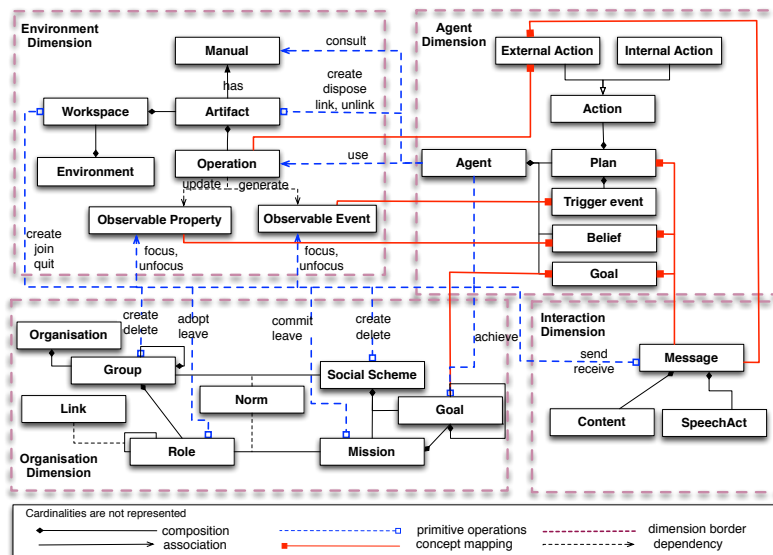 Environment
Dimension
Manual
consult
has
create
dispose
link, unlink
Workspace
Artifact
Environment
Operation
use
update
generate
Observable Property
Observable Event
create
join
quit
focus,
unfocus
focus,
unfocus
Agent
Dimension
External Action
Internal Action
Action
Agent
Plan
Trigger event
Belief
Goal
Organisation
create
delete
adopt
leave
commit
leave
create
delete
achieve
Group
Social Scheme
Link
Norm
Goal
Role
Mission
Organisation
Dimension
Interaction
Dimension
send
receive
Message
Content
SpeechAct
Cardinalities are not represented
composition
primitive operations
dimension border
association
concept mapping
dependency